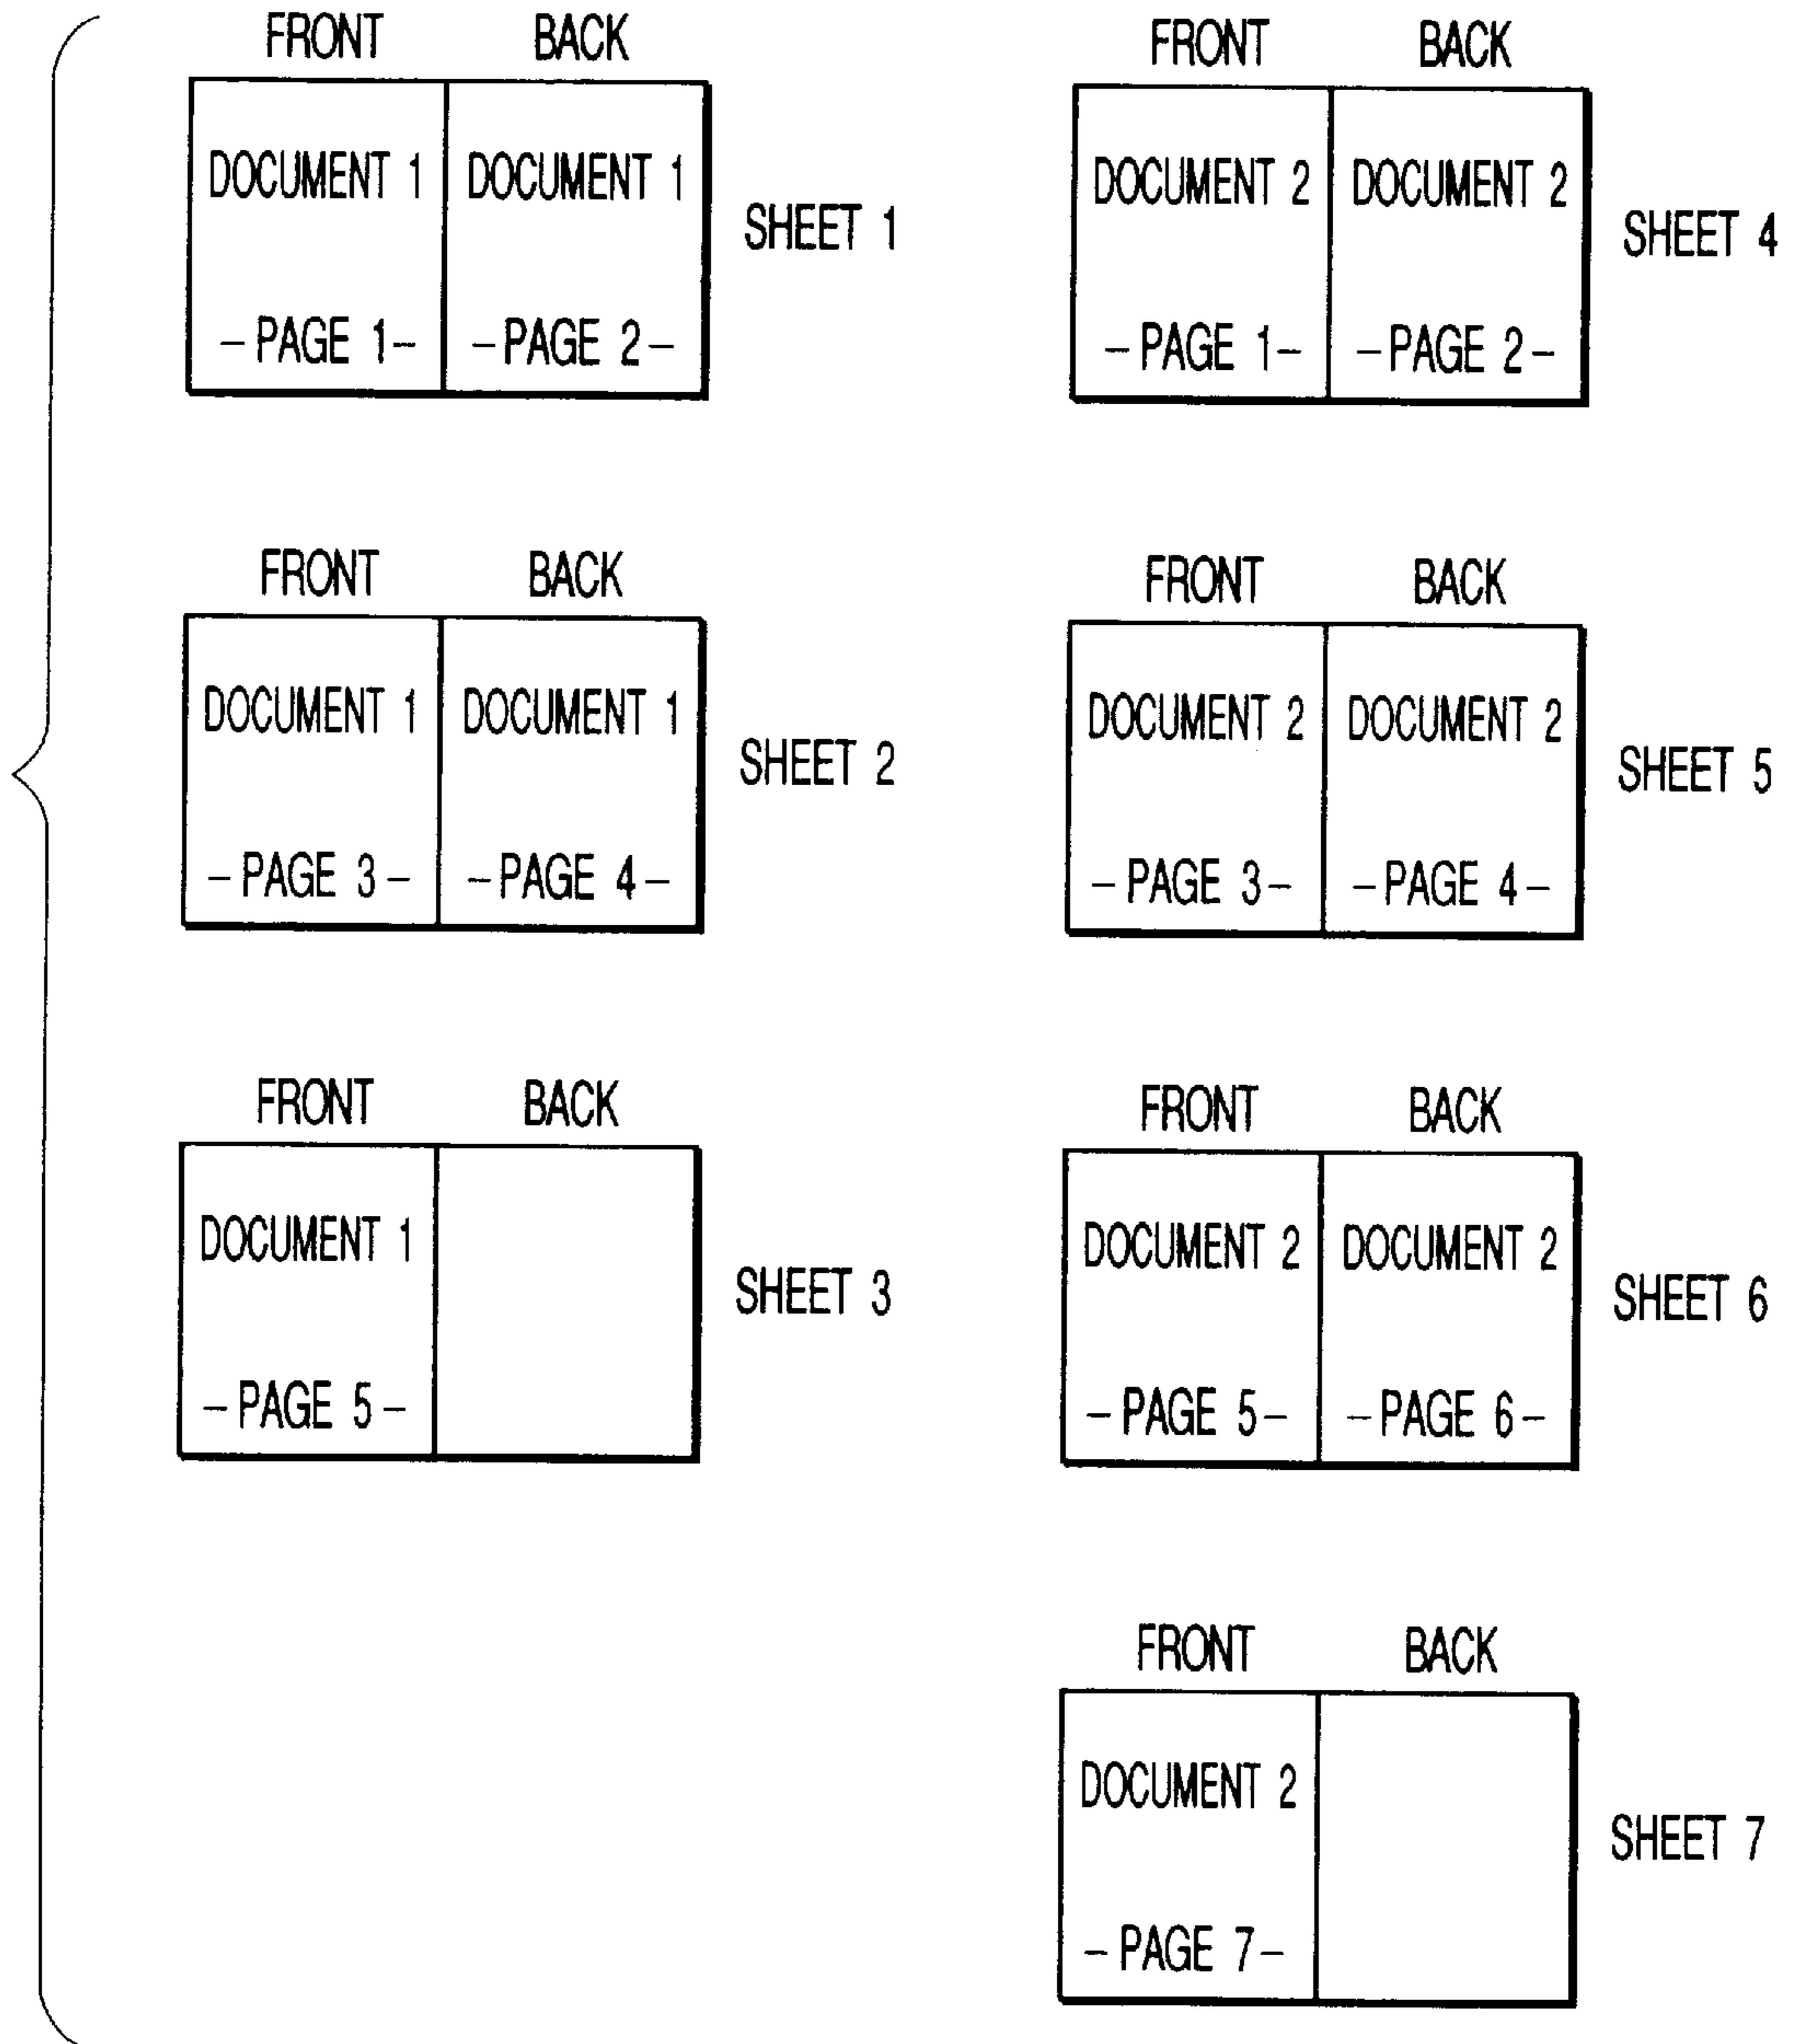 FRONT BACK
DOCUMENT 1 DOCUMENT 1
SHEET 1
– PAGE 1 – – PAGE 2 –
FRONT BACK
DOCUMENT 1 DOCUMENT 1
SHEET 2
– PAGE 3 – – PAGE 4 –
FRONT BACK
DOCUMENT 1
SHEET 3
– PAGE 5 –
FRONT BACK
DOCUMENT 2 DOCUMENT 2
SHEET 4
– PAGE 1 – – PAGE 2 –
FRONT BACK
DOCUMENT 2 DOCUMENT 2
SHEET 5
– PAGE 3 – – PAGE 4 –
FRONT BACK
DOCUMENT 2 DOCUMENT 2
SHEET 6
– PAGE 5 – – PAGE 6 –
FRONT BACK
DOCUMENT 2
SHEET 7
– PAGE 7 –